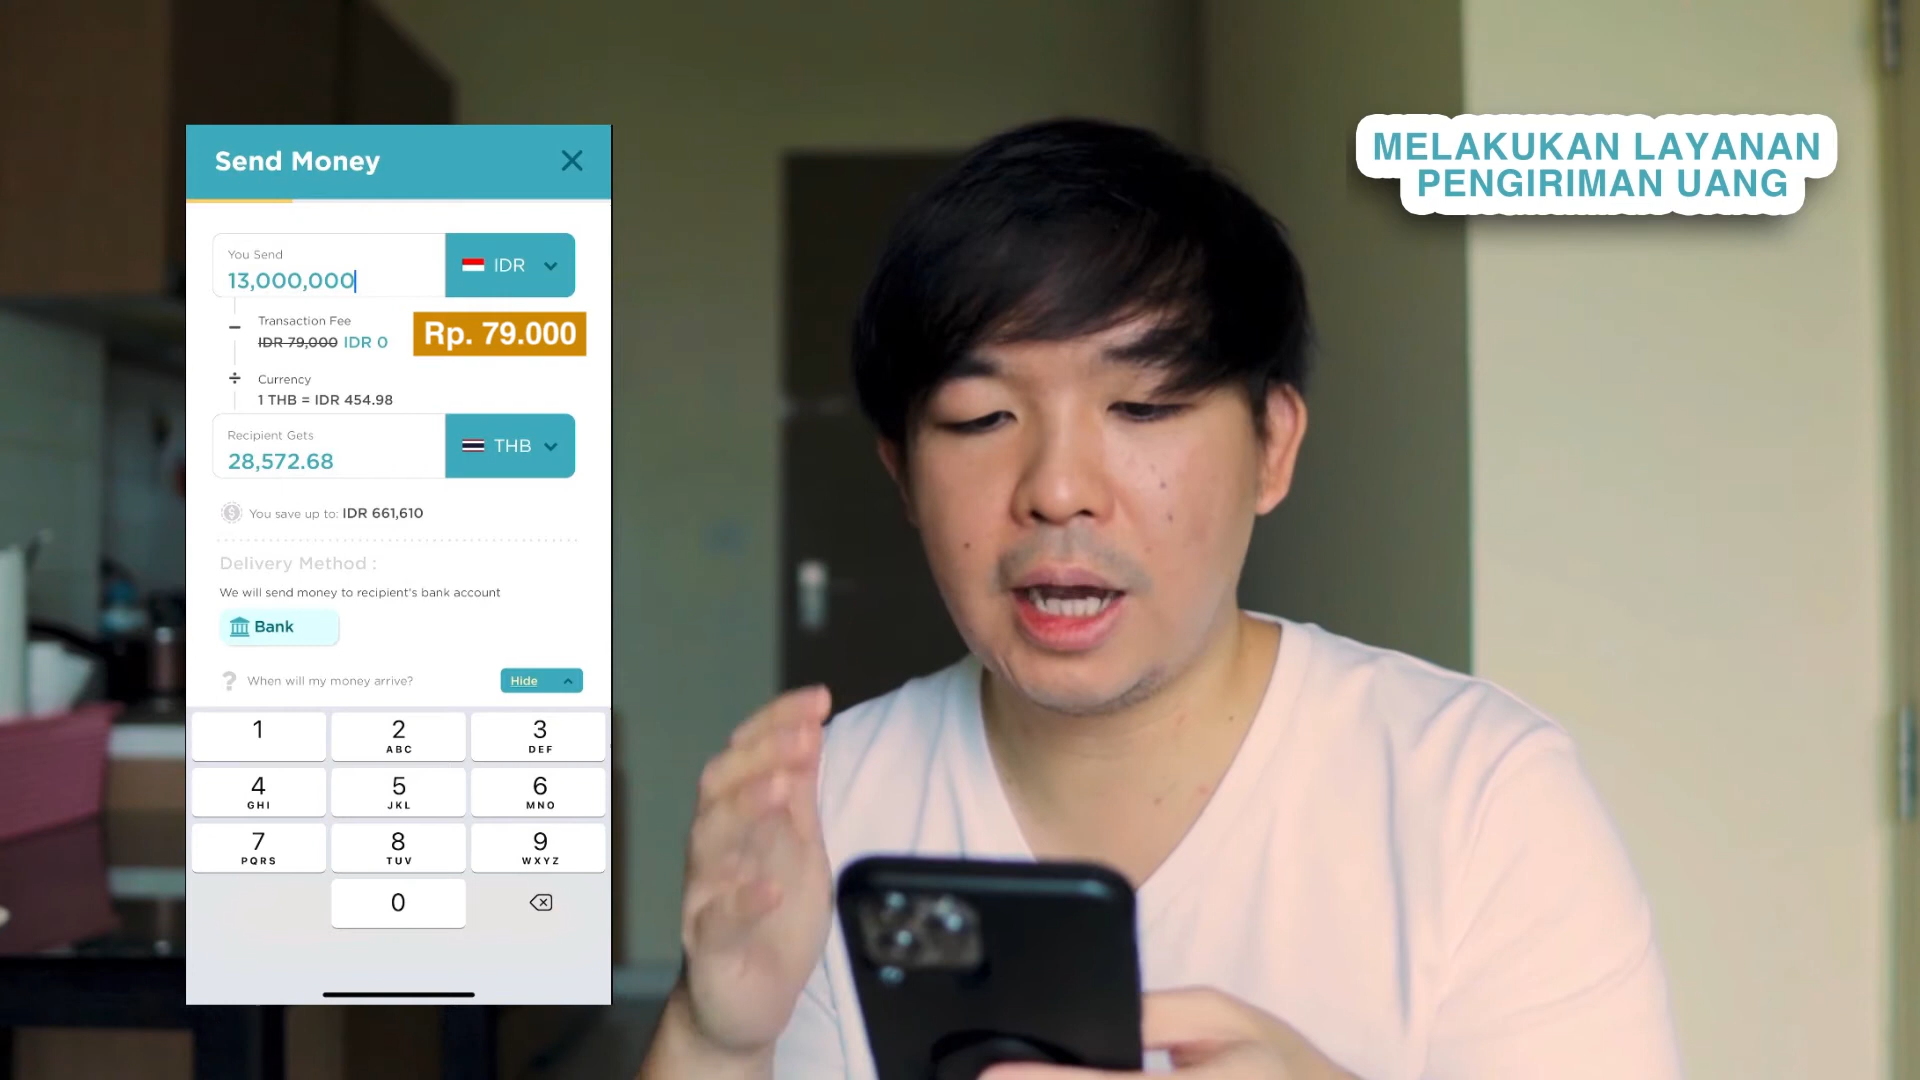 Send Money
MELAKUKAN LAYANAN
PENGIRIMAN UANG
You Send
13,000,000
IDR
Transaction Fee
IDR 79,000 IDR 0
Rp. 79.000
Currency
1 THB = IDR 454.98
Recipient Gets
28,572.68
THB
You save up to: IDR 661,610
Delivery Method :
We will send money to recipient's bank account
Bank
When will my money arrive?
Hide
1
2
ABC
3
DEF
4
GHI
5
JKL
6
MNO
7
PQRS
8
TUV
9
WXYZ
0